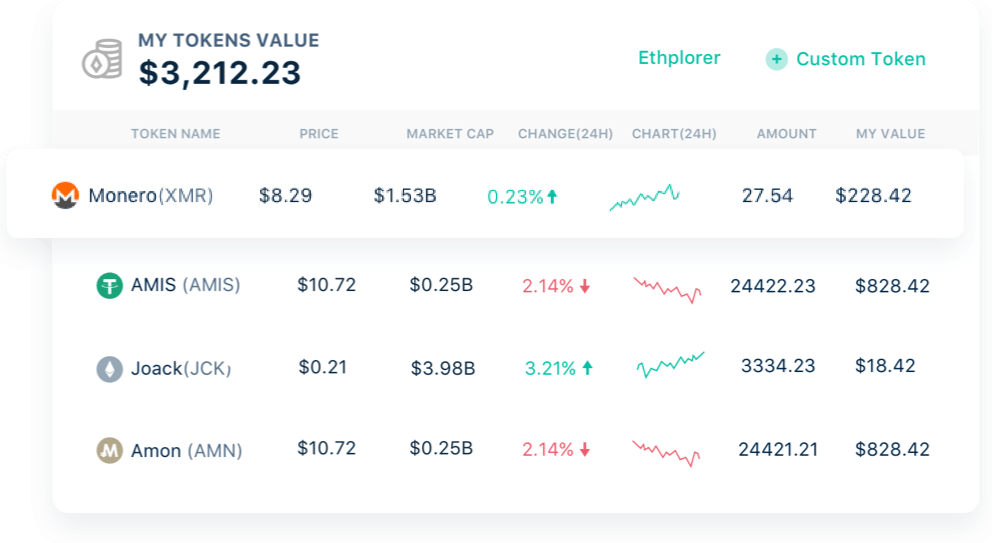 MY TOKENS VALUE
$3,212.23
Ethplorer
+ Custom Token
TOKEN NAME PRICE MARKET CAP CHANGE(24H) CHART(24H) AMOUNT MY VALUE
Monero(XMR) $8.29 $1.53B 0.23% 27.54 $228.42
AMIS (AMIS) $10.72 $0.25B 2.14% 24422.23 $828.42
Joack(JCK) $0.21 $3.98B 3.21% 3334.23 $18.42
Amon (AMN) $10.72 $0.25B 2.14% 24421.21 $828.42